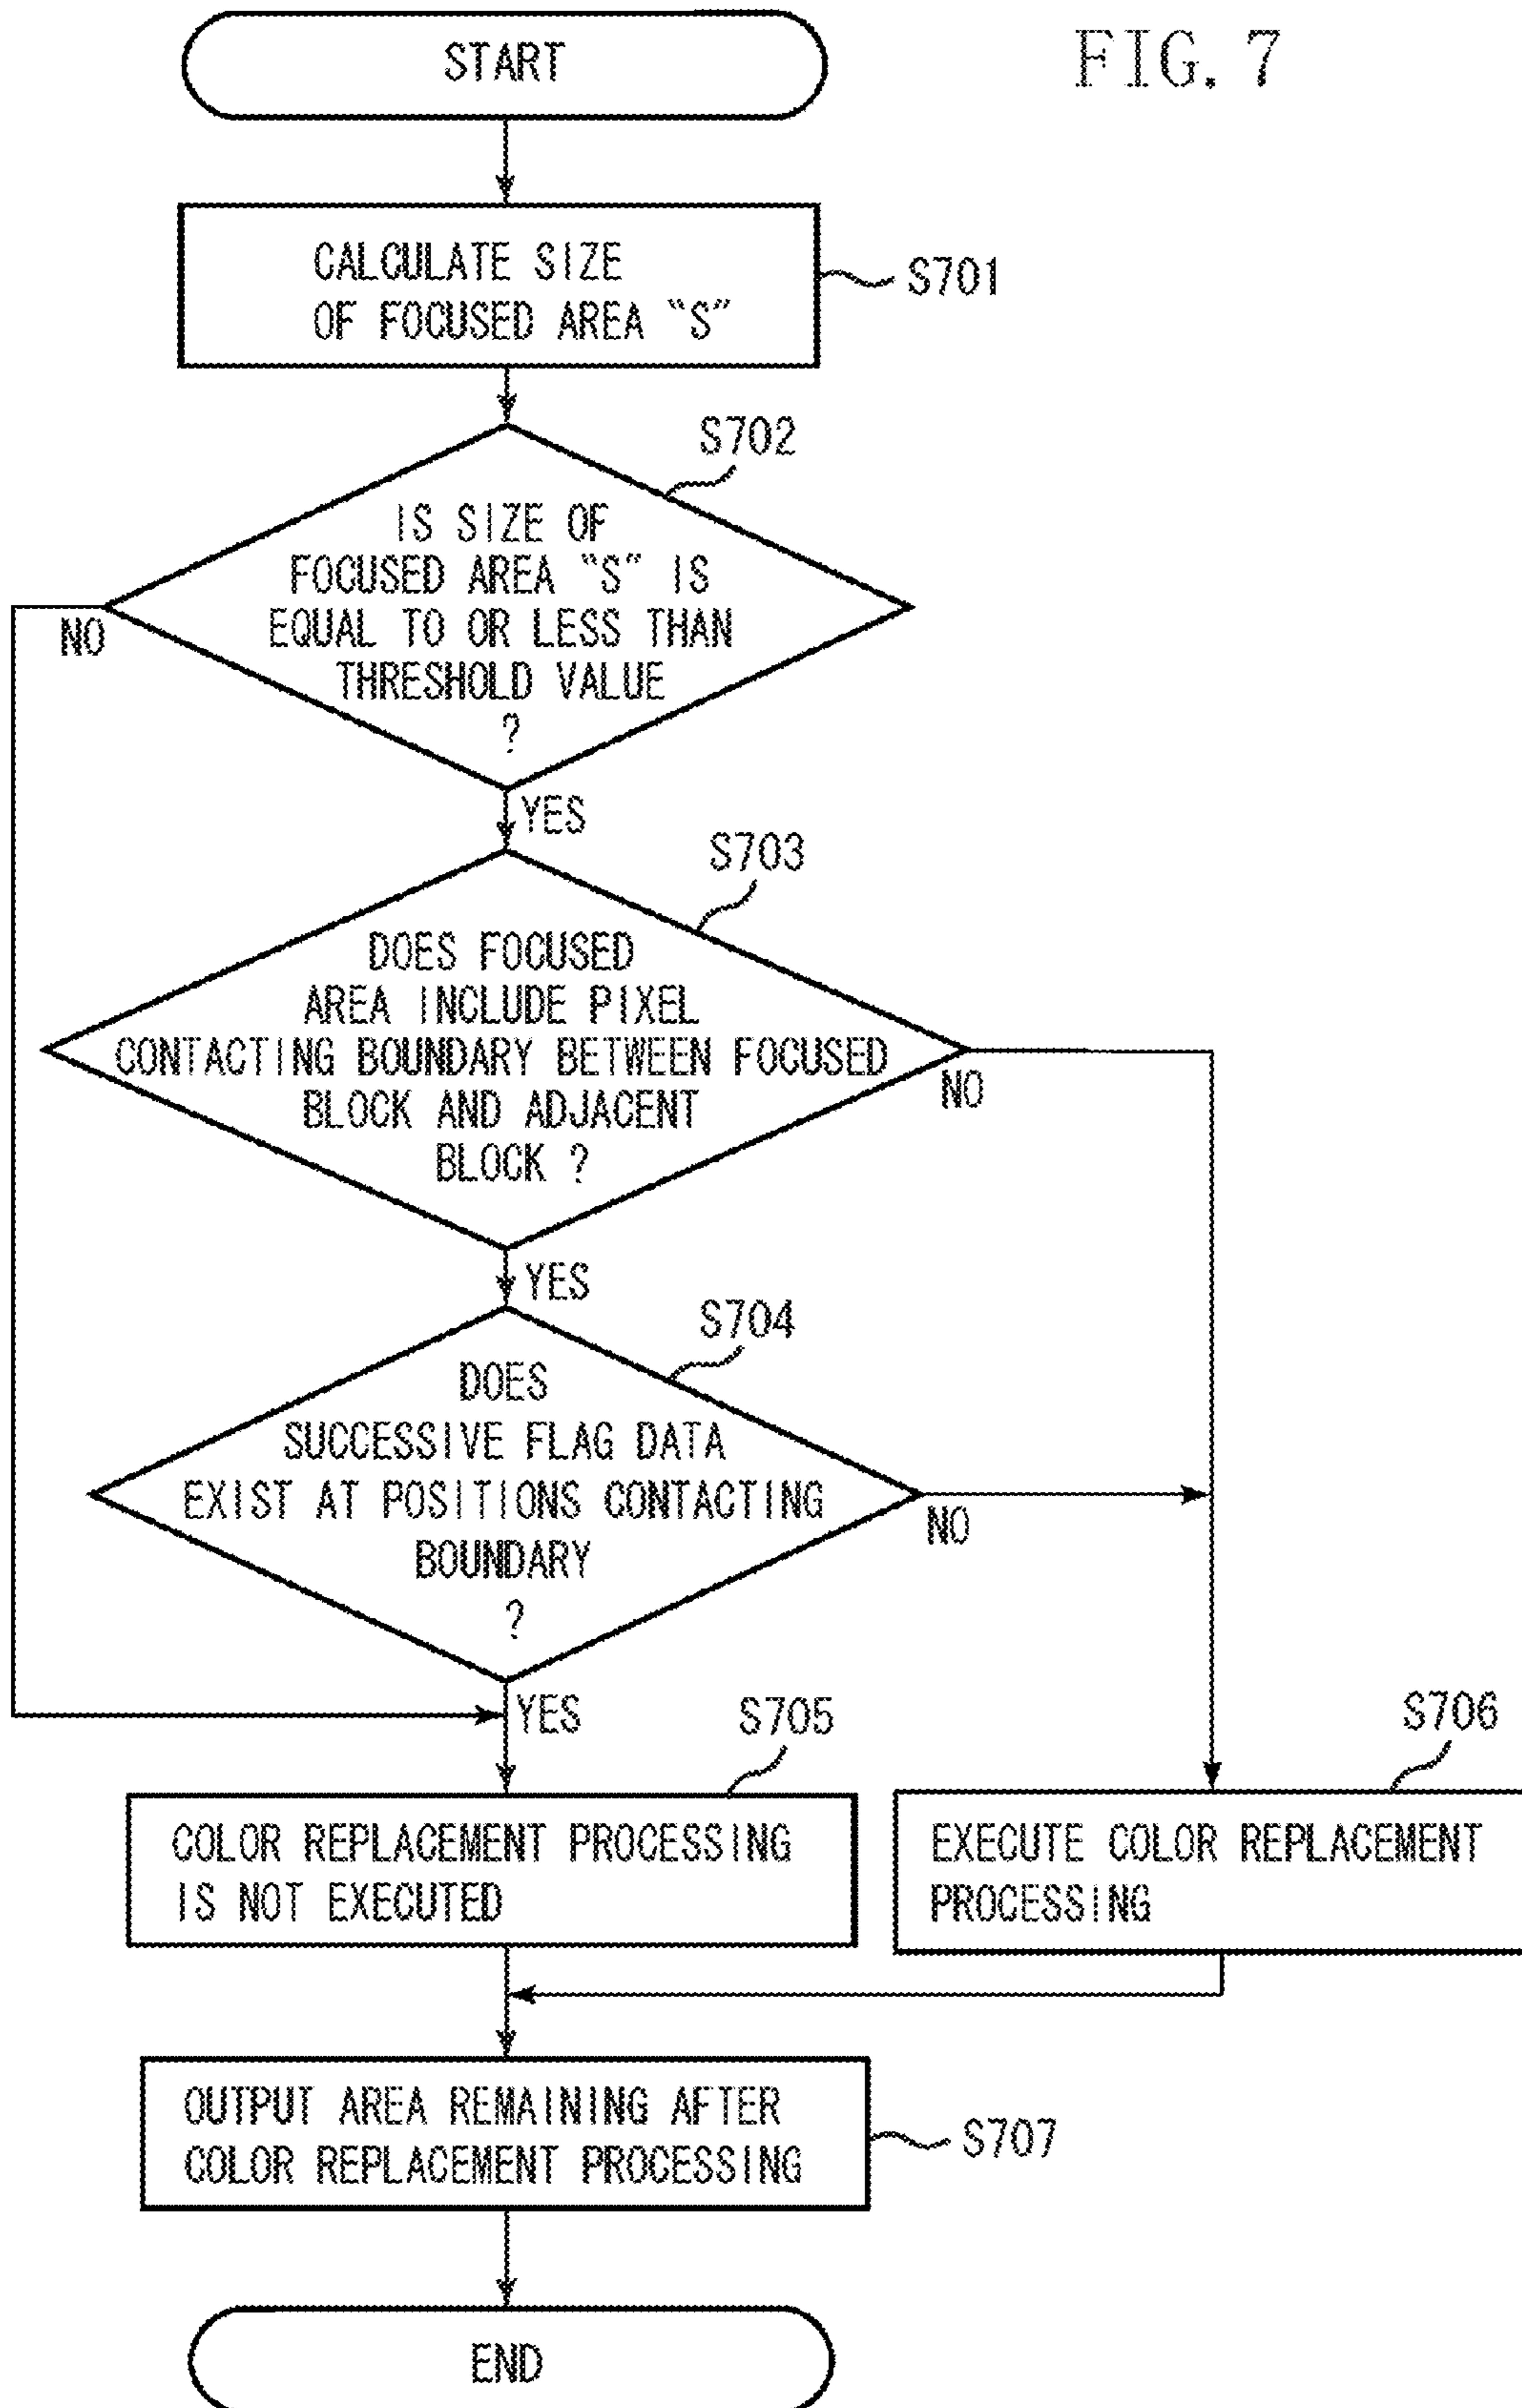 FIG. 7
START
CALCULATE SIZE
OF FOCUSED AREA “S”
S701
S702
IS SIZE OF
FOCUSED AREA “S” IS
EQUAL TO OR LESS THAN
THRESHOLD VALUE
?
NO
YES
S703
DOES FOCUSED
AREA INCLUDE PIXEL
CONTACTING BOUNDARY BETWEEN FOCUSED
BLOCK AND ADJACENT
BLOCK ?
NO
YES
S704
DOES
SUCCESSIVE FLAG DATA
EXIST AT POSITIONS CONTACTING
BOUNDARY
?
NO
YES
S705
COLOR REPLACEMENT PROCESSING
IS NOT EXECUTED
S706
EXECUTE COLOR REPLACEMENT
PROCESSING
OUTPUT AREA REMAINING AFTER
COLOR REPLACEMENT PROCESSING
S707
END